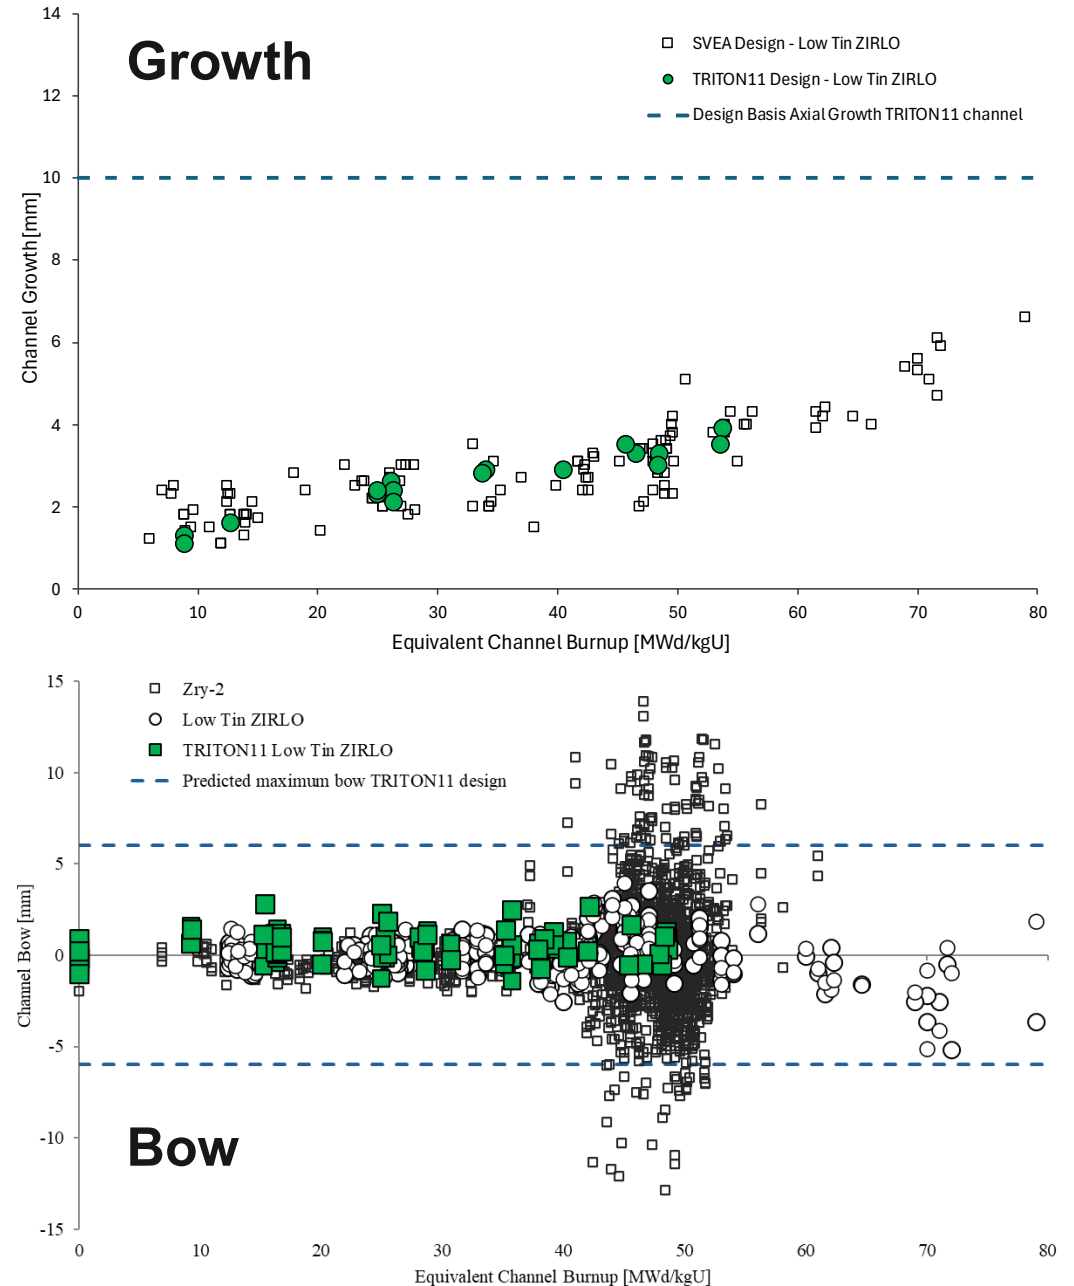 14
Growth
SVEA Design - Low Tin ZIRLO
TRITON11 Design - Low Tin ZIRLO
Design Basis Axial Growth TRITON11 channel
12
10
8
6
4
2
0
Channel Growth[mm]
0 10 20 30 40 50 60 70 80
Equivalent Channel Burnup [MWd/kgU]
15
Zry-2
Low Tin ZIRLO
TRITON11 Low Tin ZIRLO
Predicted maximum bow TRITON11 design
10
5
0
-5
-10
-15
Channel Bow [mm]
Bow
0 10 20 30 40 50 60 70 80
Equivalent Channel Burnup [MWd/kgU]